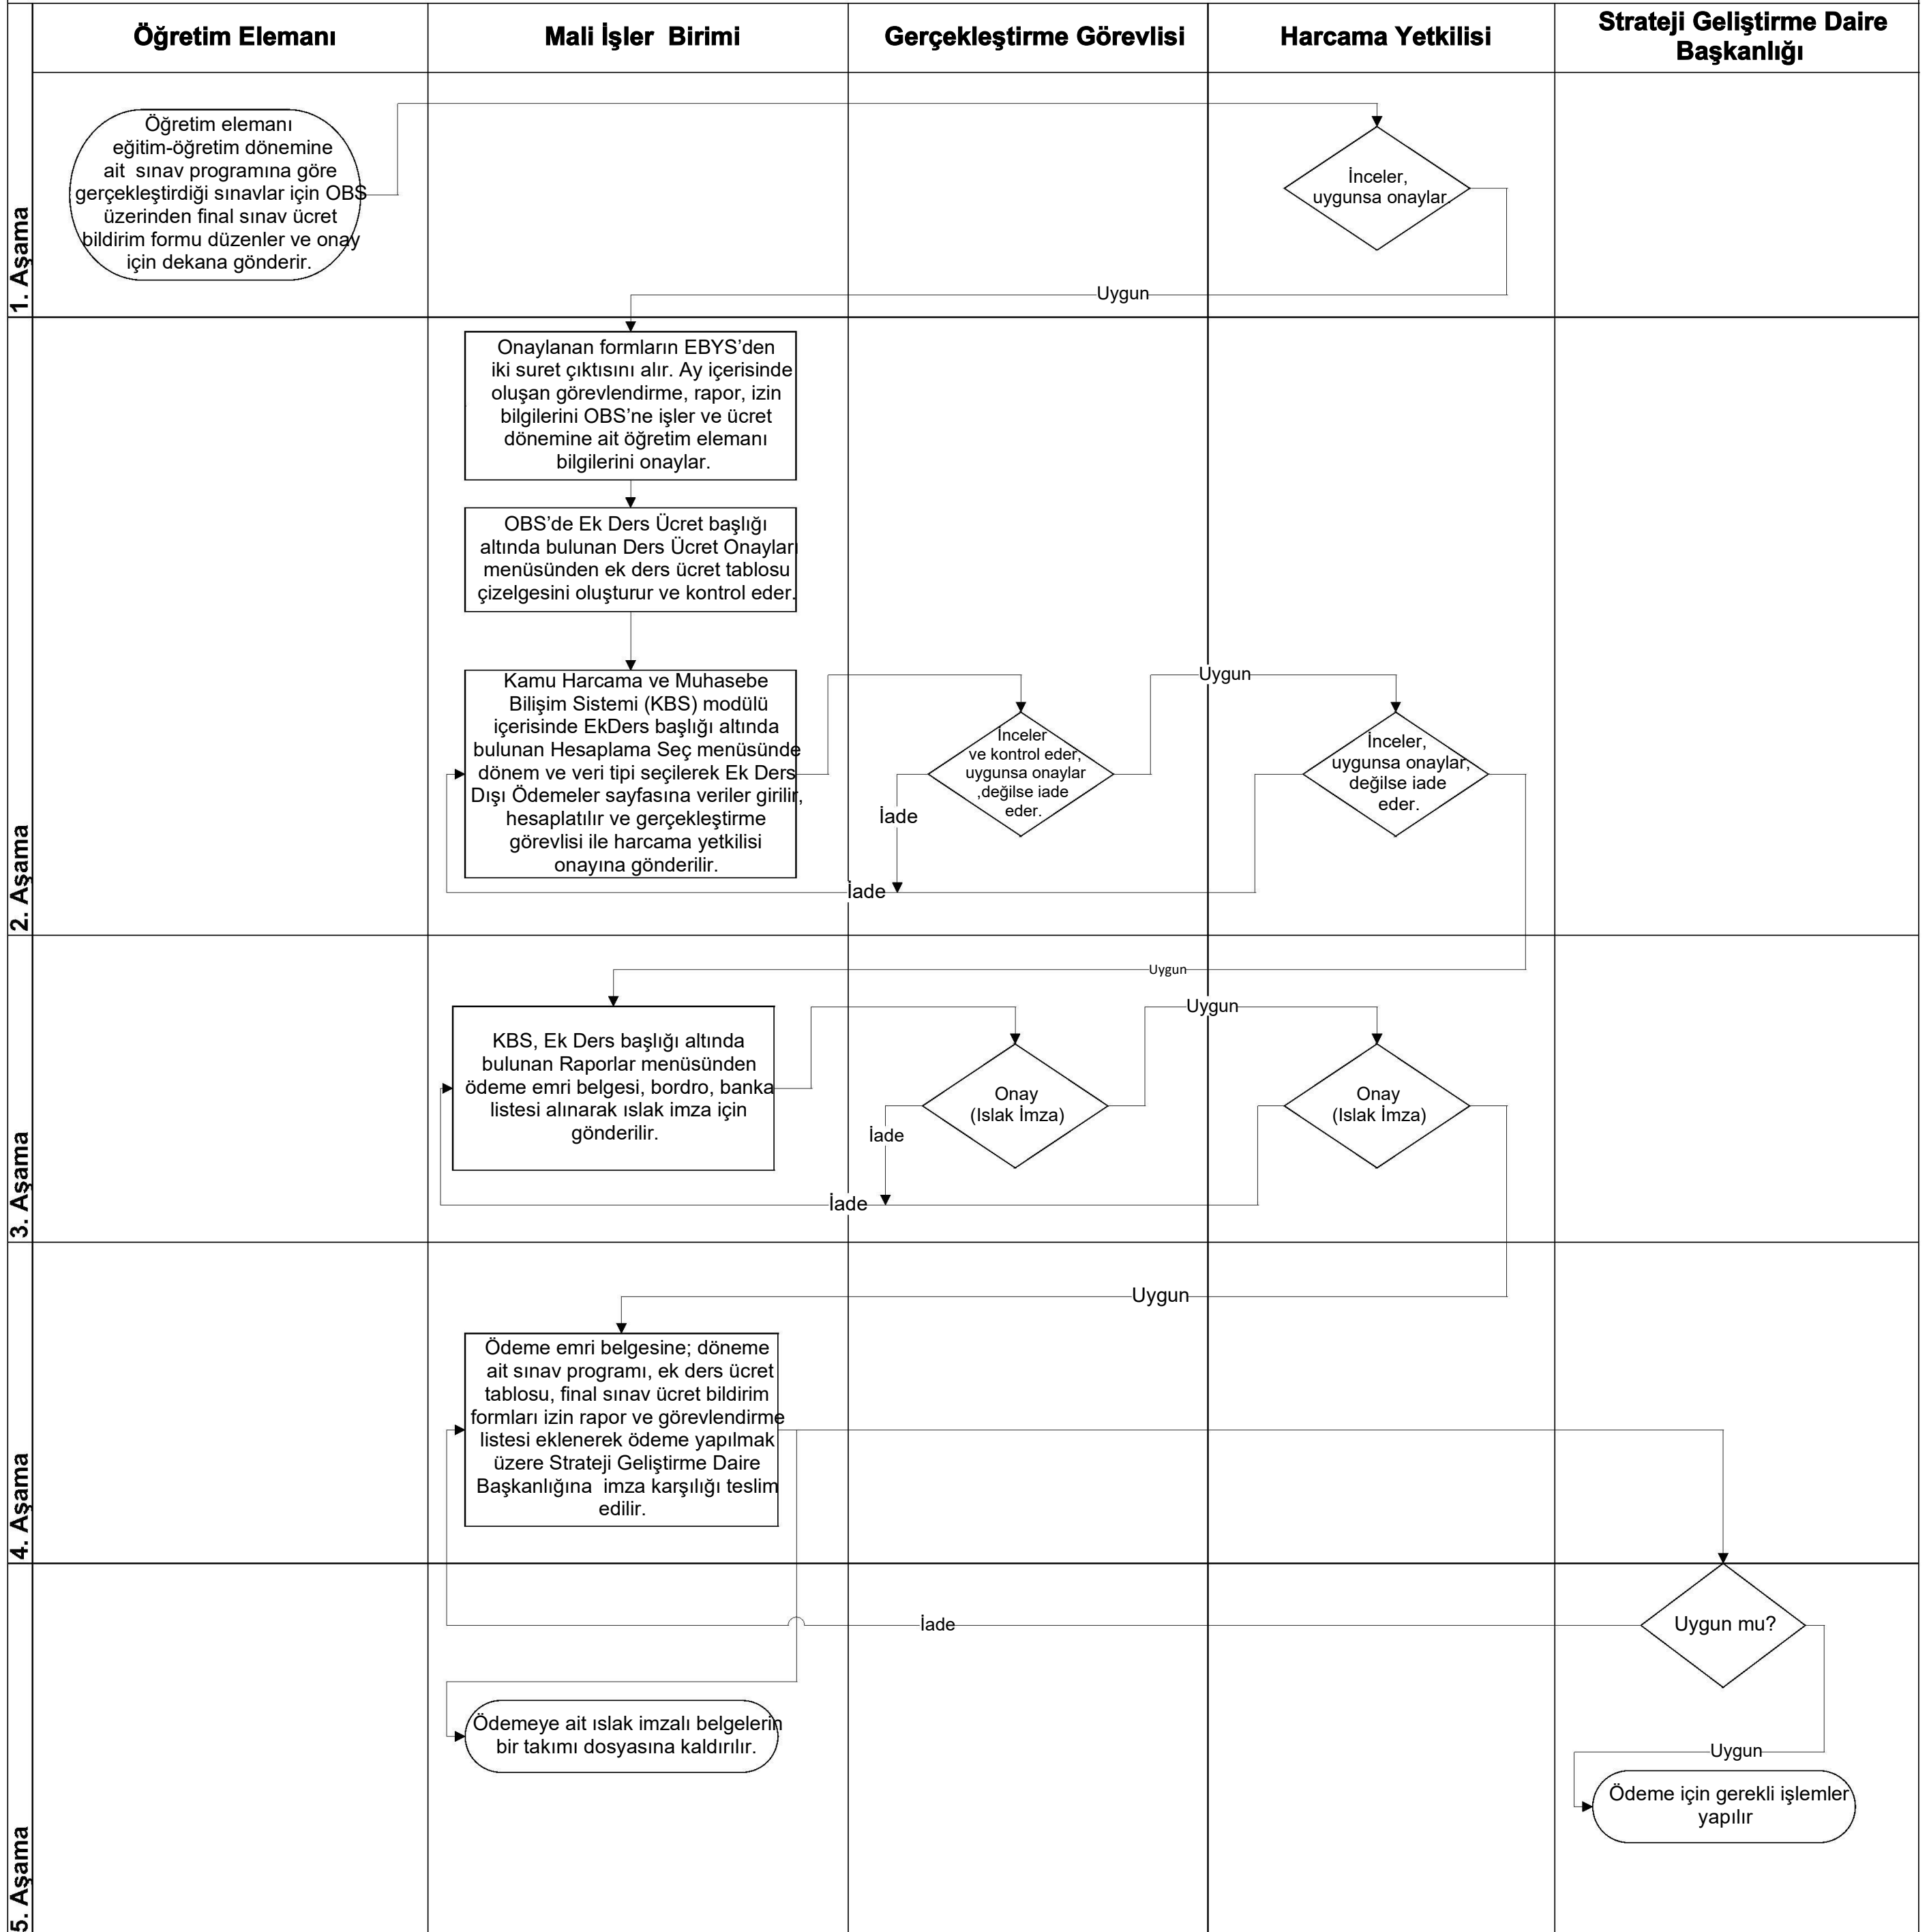 Öğretim Elemanı
Mali İşler  Birimi
Gerçekleştirme Görevlisi
Harcama Yetkilisi
Strateji Geliştirme Daire
Başkanlığı
1. Aşama
Öğretim elemanı
eğitim-öğretim dönemine
ait  sınav programına göre
gerçekleştirdiği sınavlar için OBS
üzerinden final sınav ücret
bildirim formu düzenler ve onay
için dekana gönderir.
İnceler,
uygunsa onaylar.
Uygun
2. Aşama
Onaylanan formların EBYS’den
iki suret çıktısını alır. Ay içerisinde
oluşan görevlendirme, rapor, izin
bilgilerini OBS’ne işler ve ücret
dönemine ait öğretim elemanı
bilgilerini onaylar.
OBS’de Ek Ders Ücret başlığı
altında bulunan Ders Ücret Onayları
menüsünden ek ders ücret tablosu
çizelgesini oluşturur ve kontrol eder.
Kamu Harcama ve Muhasebe
Bilişim Sistemi (KBS) modülü
içerisinde EkDers başlığı altında
bulunan Hesaplama Seç menüsünde
dönem ve veri tipi seçilerek Ek Ders
Dışı Ödemeler sayfasına veriler girilir,
hesaplatılır ve gerçekleştirme
görevlisi ile harcama yetkilisi
onayına gönderilir.
İnceler
ve kontrol eder,
uygunsa onaylar
,değilse iade
eder.
Uygun
İnceler,
uygunsa onaylar,
değilse iade
eder.
İade
İade
3. Aşama
Uygun
KBS, Ek Ders başlığı altında
bulunan Raporlar menüsünden
ödeme emri belgesi, bordro, banka
listesi alınarak ıslak imza için
gönderilir.
Onay
(Islak İmza)
Uygun
Onay
(Islak İmza)
İade
İade
4. Aşama
Uygun
Ödeme emri belgesine; döneme
ait sınav programı, ek ders ücret
tablosu, final sınav ücret bildirim
formları izin rapor ve görevlendirme
listesi eklenerek ödeme yapılmak
üzere Strateji Geliştirme Daire
Başkanlığına  imza karşılığı teslim
edilir.
5. Aşama
İade
Uygun mu?
Ödemeye ait ıslak imzalı belgelerin
bir takımı dosyasına kaldırılır.
Uygun
Ödeme için gerekli işlemler
yapılır